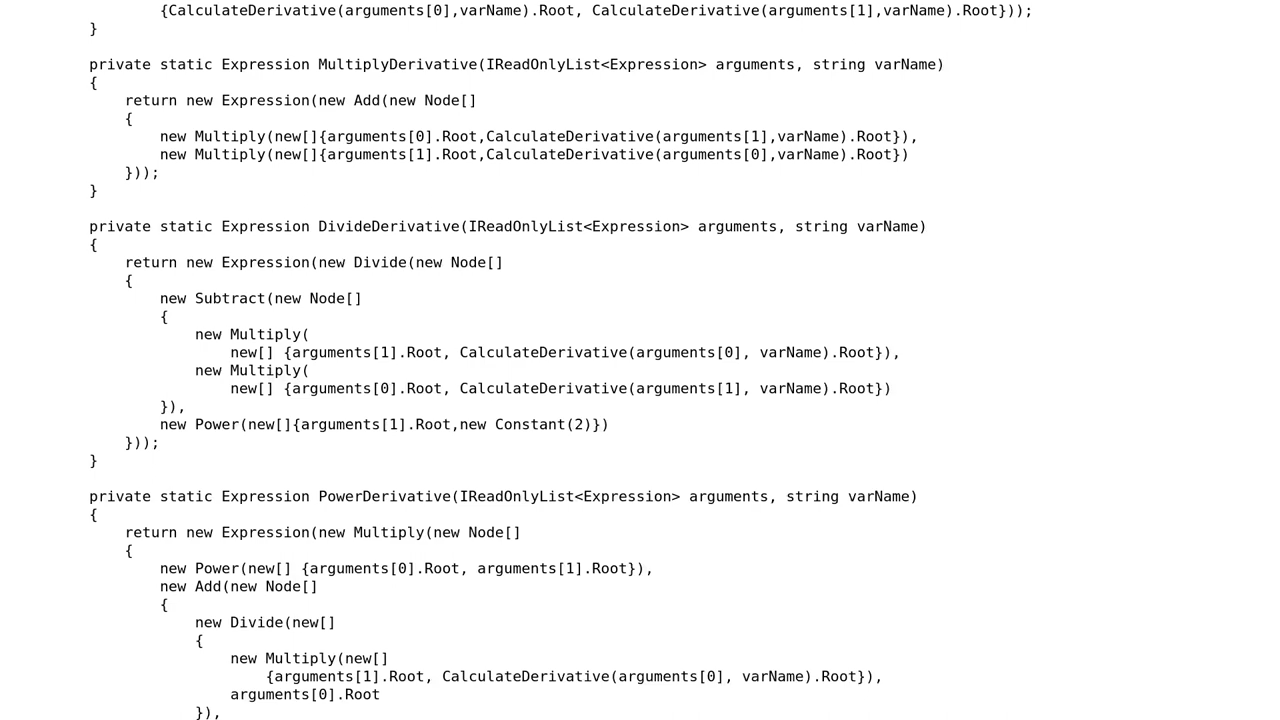 {CalculateDerivative(arguments[0],varName).Root, CalculateDerivative(arguments[1],varName).Root}));
}
private static Expression MultiplyDerivative(IReadOnlyList<Expression> arguments, string varName)
{
return new Expression(new Add(new Node[]
{
new Multiply(new[]{arguments[0].Root,CalculateDerivative(arguments[1],varName).Root}),
new Multiply(new[]{arguments[1].Root,CalculateDerivative(arguments[0],varName).Root})
}));
}
private static Expression DivideDerivative(IReadOnlyList<Expression> arguments, string varName)
{
return new Expression(new Divide(new Node[]
{
new Subtract(new Node[]
{
new Multiply(
new[] {arguments[1].Root, CalculateDerivative(arguments[0], varName).Root}),
new Multiply(
new[] {arguments[0].Root, CalculateDerivative(arguments[1], varName).Root})
}),
new Power(new[]{arguments[1].Root,new Constant(2)})
}));
}
private static Expression PowerDerivative(IReadOnlyList<Expression> arguments, string varName)
{
return new Expression(new Multiply(new Node[]
{
new Power(new[] {arguments[0].Root, arguments[1].Root}),
new Add(new Node[]
{
new Divide(new[]
{
new Multiply(new[]
{arguments[1].Root, CalculateDerivative(arguments[0], varName).Root}),
arguments[0].Root
}),